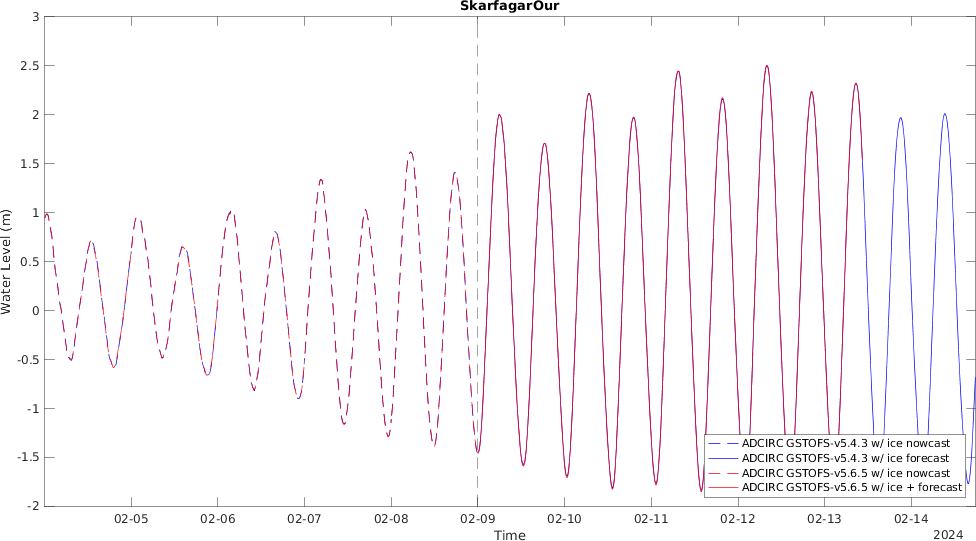 SkarfagarOur
3
2.5
2
1.5
1
0.5
0
-0.5
-1
-1.5
-2
Water Level (m)
ADCIRC GSTOFS-v5.4.3 w/ ice nowcast
ADCIRC GSTOFS-v5.4.3 w/ ice forecast
ADCIRC GSTOFS-v5.6.5 w/ ice nowcast
ADCIRC GSTOFS-v5.6.5 w/ ice + forecast
02-05 02-06 02-07 02-08 02-09 02-10 02-11 02-12 02-13 02-14
Time
2024